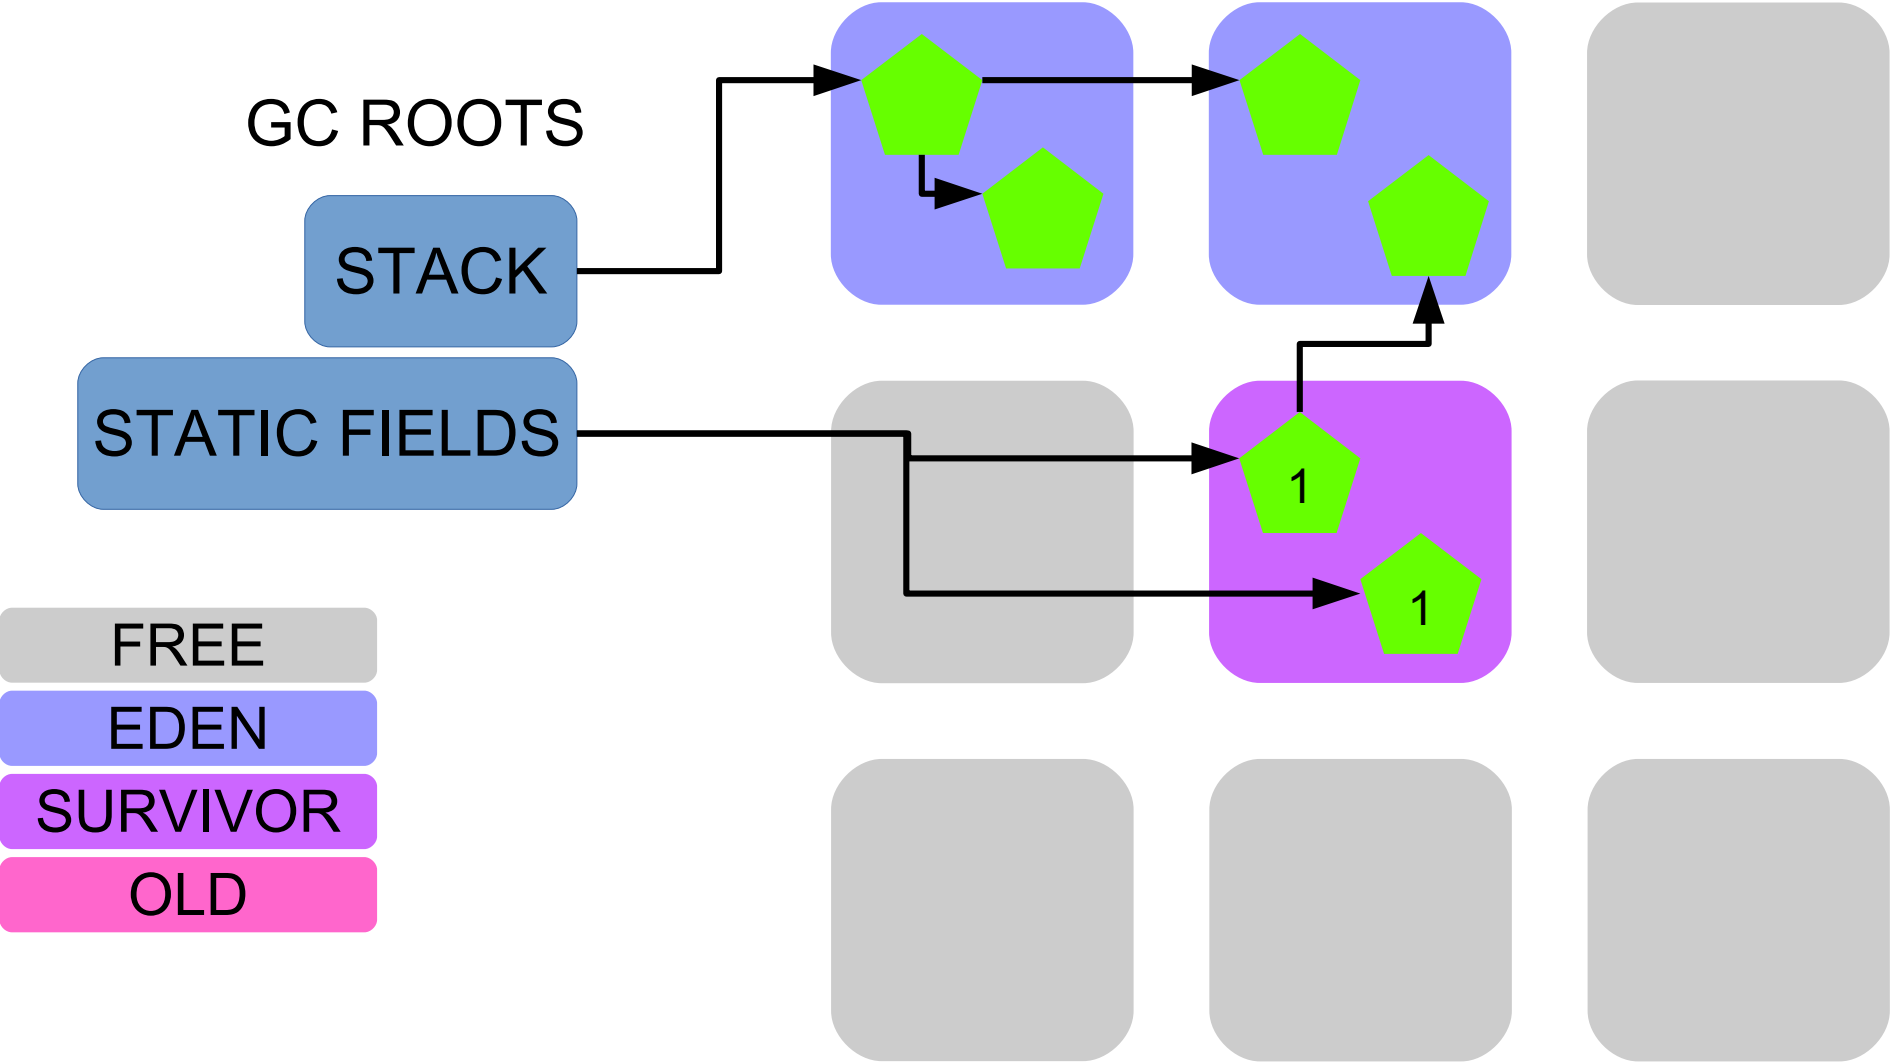 GC ROOTS
STACK
STATIC FIELDS
1
1
FREE
EDEN
SURVIVOR
OLD